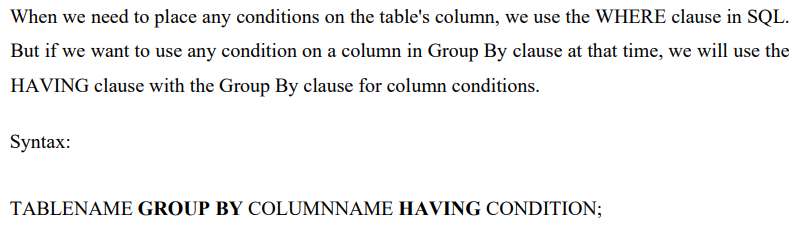 When we need to place any conditions on the table's column, we use the WHERE clause in SQL.
But if we want to use any condition on a column in Group By clause at that time, we will use the
HAVING clause with the Group By clause for column conditions.
Syntax:
TABLENAME GROUP BY COLUMNNAME HAVING CONDITION;